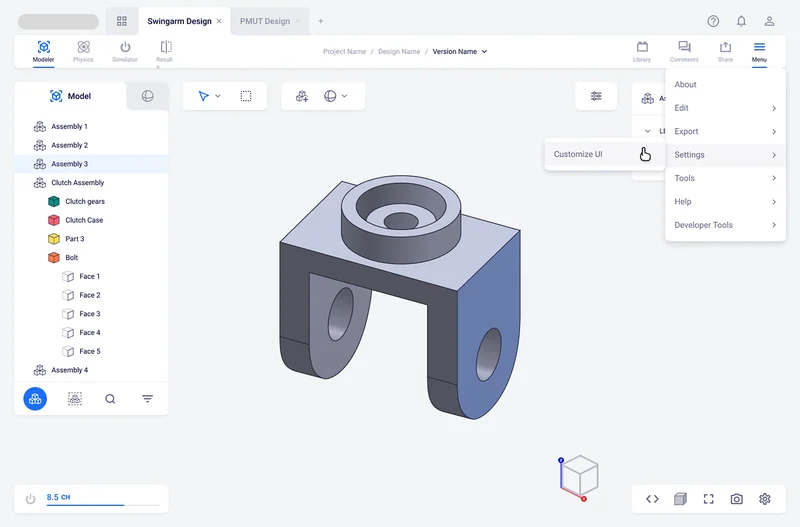 Swingarm Design ×
PMUT Design ×
+
Modeler
Physics
Simulator
Result
s
Project Name / Design Name / Version Name
Library
Comments
Share
Menu
Model
Assembly 1
Assembly 2
Assembly 3
Clutch Assembly
Clutch gears
Clutch Case
Part 3
Bolt
Face 1
Face 2
Face 3
Face 4
Face 5
Assembly 4
8.5 CH
About
Edit
Export
Settings
Tools
Help
Developer Tools
Customize UI